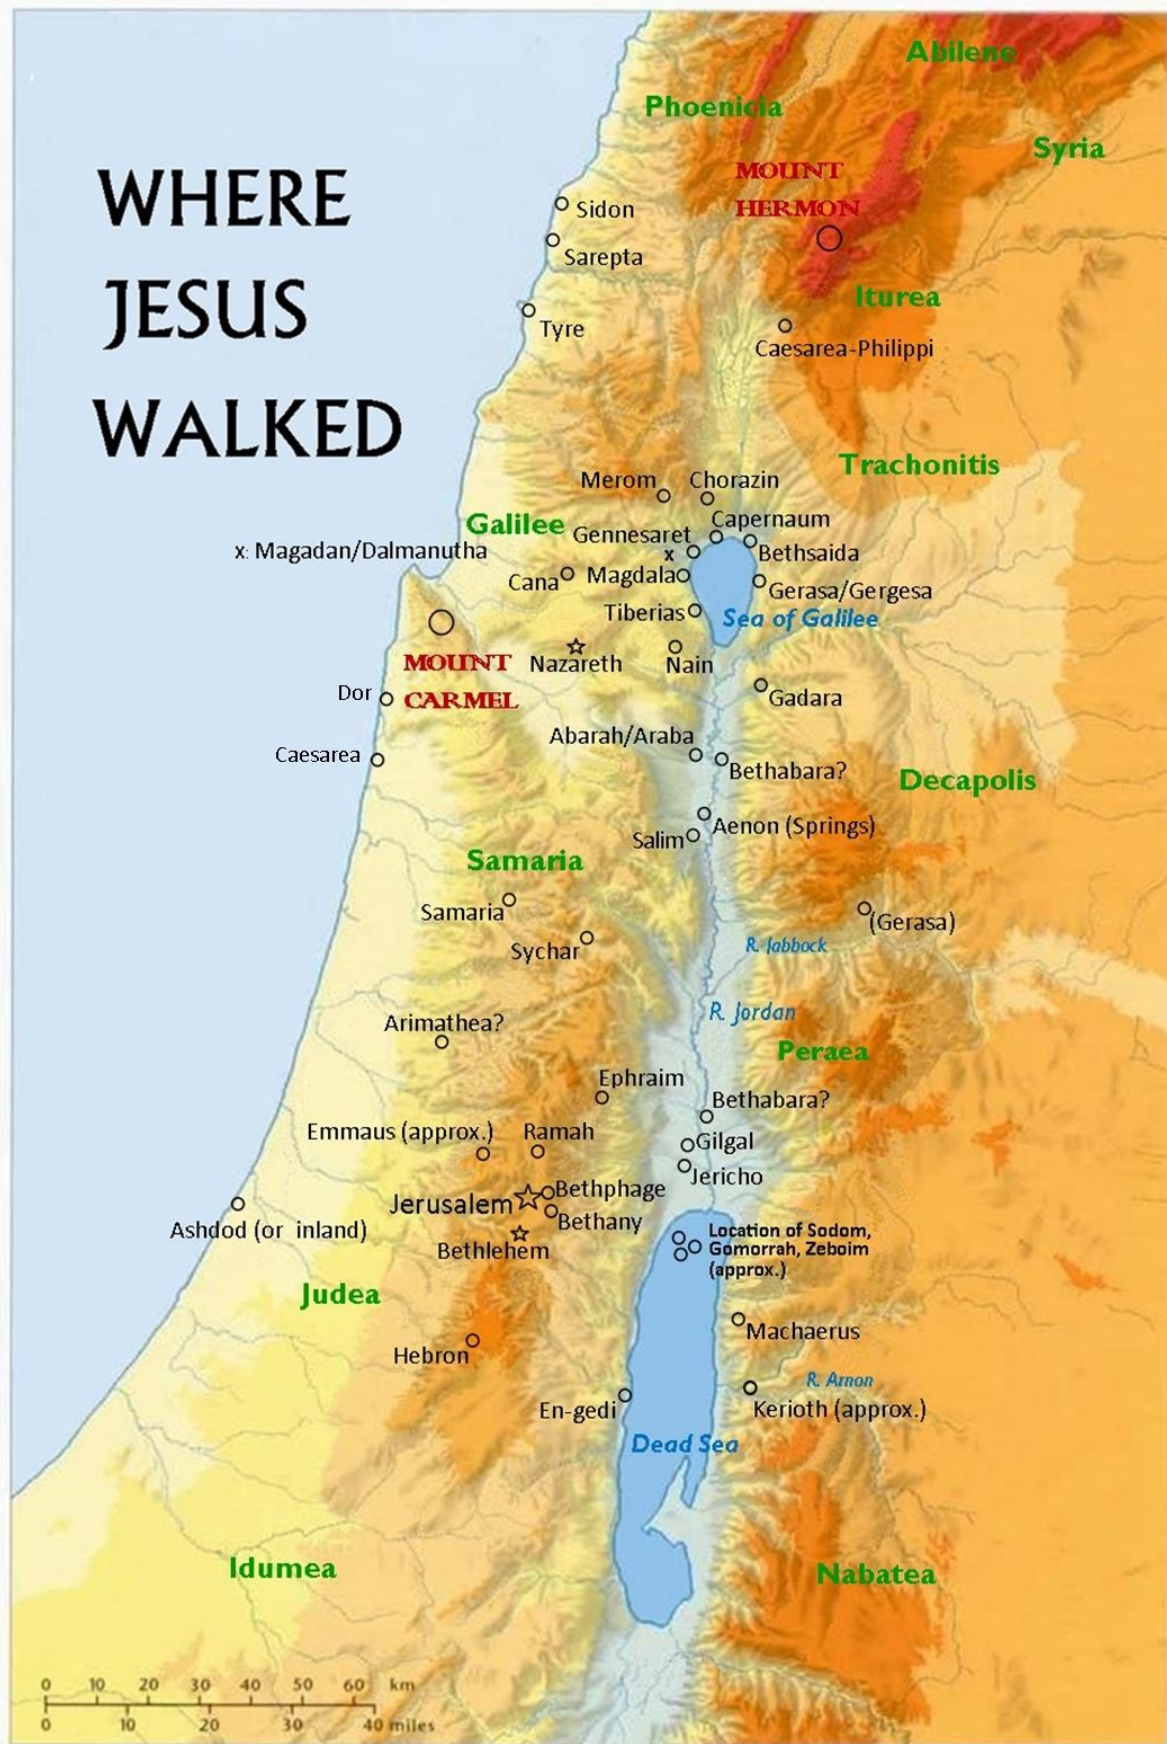 Abilene
Phoenicia
Syria
WHERE
JESUS
WALKED
MOUNT
HERMON
Sidon
Sarepta
Iturea
Tyre
Caesarea-Philippi
Trachonitis
Merom
Chorazin
Galilee
Capernaum
Gennesaret
x: Magadan/Dalmanutha
x
Bethsaida
Cana
Magdala
Gerasa/Gergesa
Tiberias
Sea of Galilee
MOUNT
CARMEL
Nazareth
Nain
Dor
Gadara
Abarah/Araba
Caesarea
Bethabara?
Decapolis
Aenon (Springs)
Salim
Samaria
Samaria
(Gerasa)
Sychar
R. Jabbock
R. Jordan
Arimathea?
Peraea
Ephraim
Bethabara?
Emmaus (approx.)
Ramah
Gilgal
Jericho
Bethphage
Jerusalem
Bethany
Ashdod (or inland)
Location of Sodom,
Gomorrah, Zeboim
(approx.)
Bethlehem
Judea
Machaerus
Hebron
R. Arnon
En-gedi
Kerioth (approx.)
Dead Sea
Idumea
Nabatea
0 10 20 30 40 50 60 km
0 10 20 30 40 miles